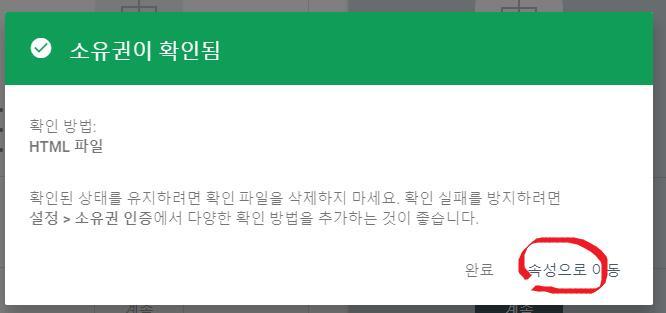 소유권이 확인됨
확인 방법:
HTML 파일
확인된 상태를 유지하려면 확인 파일을 삭제하지 마세요. 확인 실패를 방지하려면
설정 > 소유권 인증에서 다양한 확인 방법을 추가하는 것이 좋습니다.
완료 속성으로 이동
계속 계속